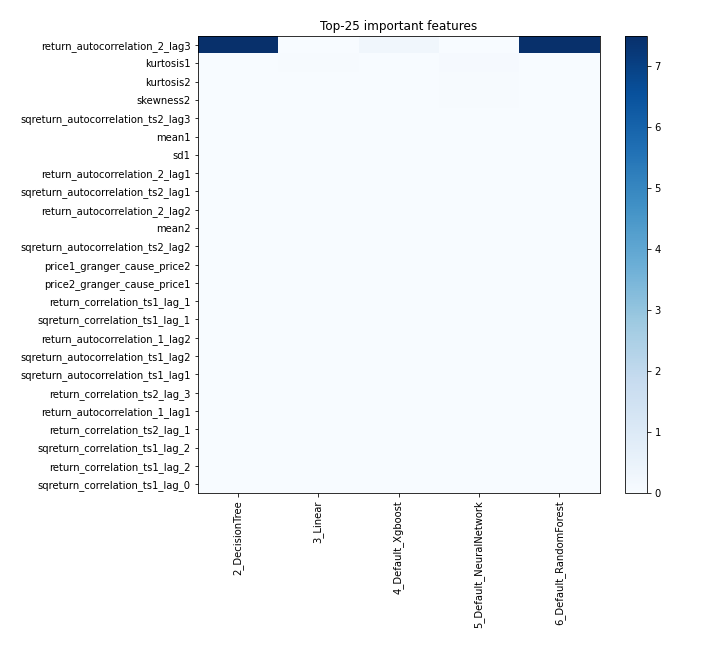 Top-25 important features
return_autocorrelation_2_lag3
kurtosis1
kurtosis2
skewness2
sqreturn_autocorrelation_ts2_lag3
mean1
sd1
return_autocorrelation_2_lag1
sqreturn_autocorrelation_ts2_lag1
return_autocorrelation_2_lag2
mean2
sqreturn_autocorrelation_ts2_lag2
price1_granger_cause_price2
price2_granger_cause_price1
return_correlation_ts1_lag_1
sqreturn_correlation_ts1_lag_1
return_autocorrelation_1_lag2
sqreturn_autocorrelation_ts1_lag2
sqreturn_autocorrelation_ts1_lag1
return_correlation_ts2_lag_3
return_autocorrelation_1_lag1
return_correlation_ts2_lag_1
sqreturn_correlation_ts1_lag_2
return_correlation_ts1_lag_2
sqreturn_correlation_ts1_lag_0
2_DecisionTree
3_Linear
4_Default_Xgboost
5_Default_NeuralNetwork
6_Default_RandomForest
7
6
5
4
3
2
1
0